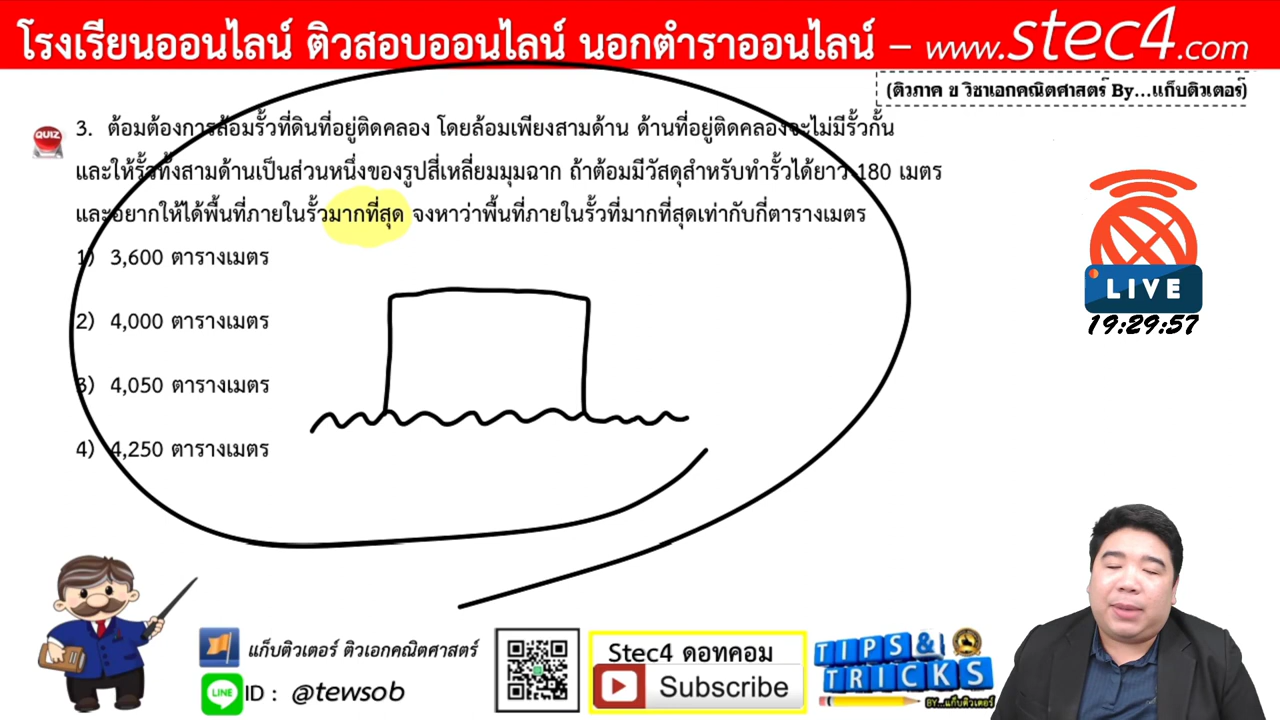 โรงเรียนออนไลน์ ติวสอบออนไลน์ นอกตำราออนไลน์ – www.stec4.com
(ติวภาค ข วิชาเอกคณิตศาสตร์ By...แก็บติวเตอร์)
QUIZ
3. ต้อมต้องการล้อมรั้วที่ดินที่อยู่ติดคลอง โดยล้อมเพียงสามด้าน ด้านที่อยู่ติดคลองจะไม่มีรั้วกั้น
และให้รั้วทั้งสามด้านเป็นส่วนหนึ่งของรูปสี่เหลี่ยมมุมฉาก ถ้าต้อมมีวัสดุสำหรับทำรั้วได้ยาว 180 เมตร
และอยากให้ได้พื้นที่ภายในรั้วมากที่สุด จงหาว่าพื้นที่ภายในรั้วที่มากที่สุดเท่ากับกี่ตารางเมตร
1) 3,600 ตารางเมตร
2) 4,000 ตารางเมตร
3) 4,050 ตารางเมตร
4) 4,250 ตารางเมตร
LIVE
19:29:57
แก็บติวเตอร์ ติวเอกคณิตศาสตร์
LINE ID : @tewsob
Stec4 ดอทคอม
Subscribe
TIPS &
TRICKS
BY...แก็บติวเตอร์